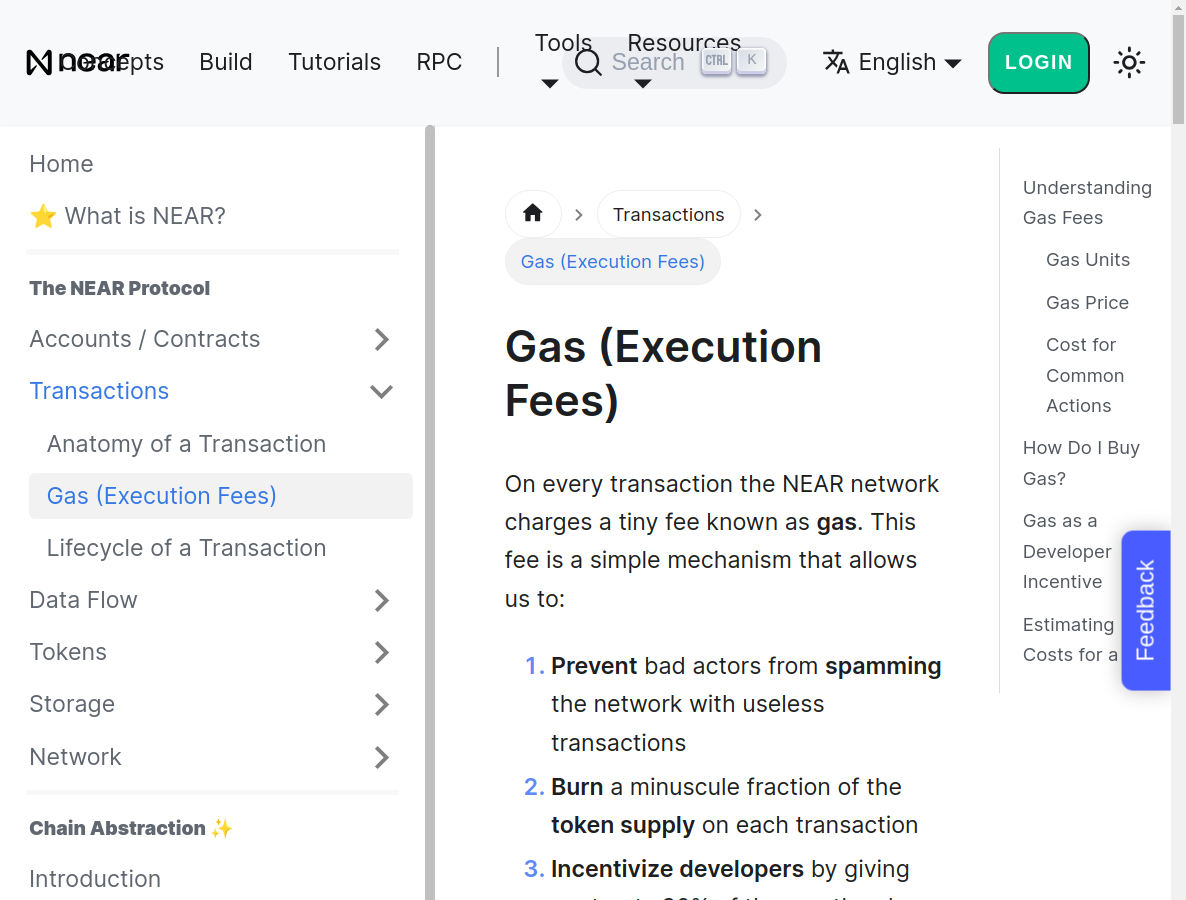 near
Concepts
Build
Tutorials
RPC
Tools
Resources
Search
CTRL
K
English
LOGIN
Home
⭐ What is NEAR?
The NEAR Protocol
Accounts / Contracts
Transactions
Anatomy of a Transaction
Gas (Execution Fees)
Lifecycle of a Transaction
Data Flow
Tokens
Storage
Network
Chain Abstraction ✨
Introduction
Transactions
Gas (Execution Fees)
Gas (Execution
Fees)
On every transaction the NEAR network
charges a tiny fee known as gas. This
fee is a simple mechanism that allows
us to:
1. Prevent bad actors from spamming
the network with useless
transactions
2. Burn a minuscule fraction of the
token supply on each transaction
3. Incentivize developers by giving
Understanding
Gas Fees
Gas Units
Gas Price
Cost for
Common
Actions
How Do I Buy
Gas?
Gas as a
Developer
Incentive
Estimating
Costs for a
Feedback